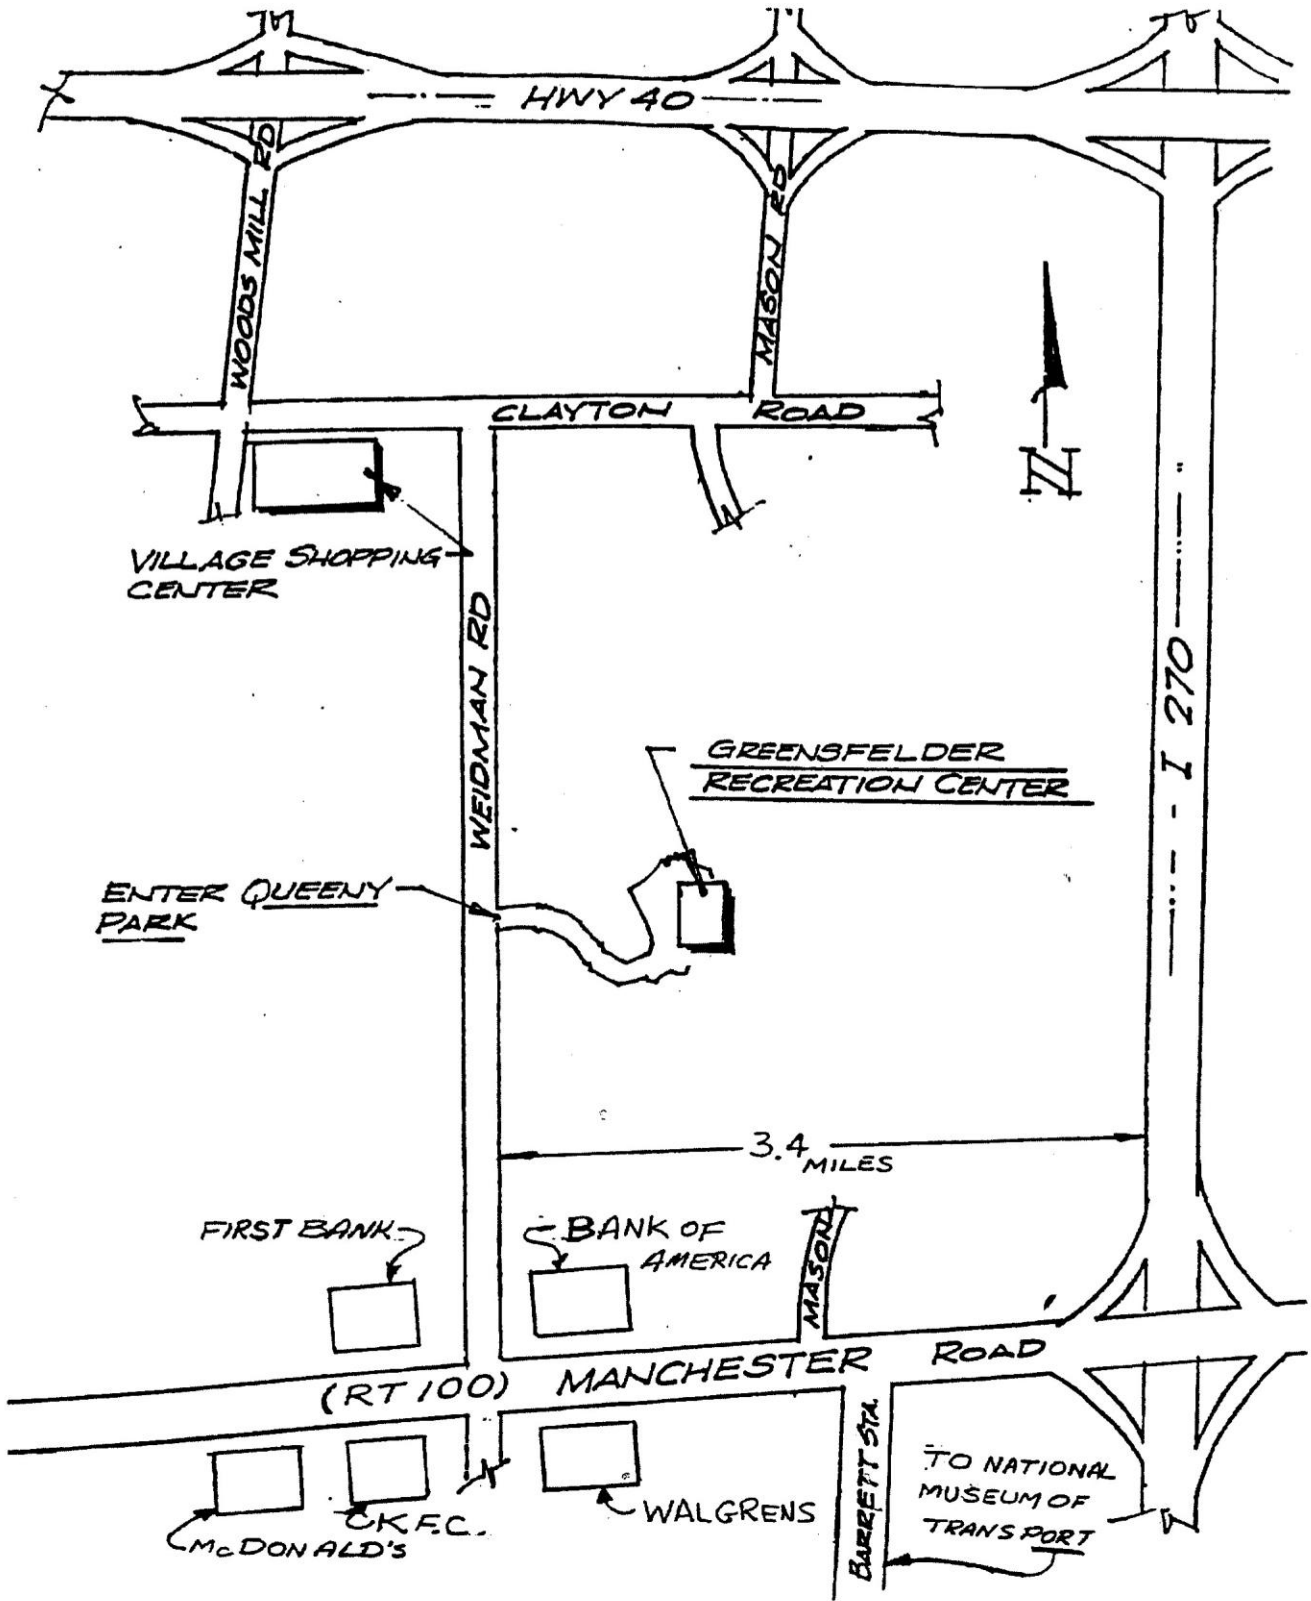 HWY 40
WOODS MILL RD
MASON RD
CLAYTON ROAD
N
VILLAGE SHOPPING
CENTER
WEIDMAN RD
I 270
GREENSFELDER
RECREATION CENTER
ENTER QUEENY
PARK
3.4 MILES
FIRST BANK
BANK OF
AMERICA
MASON
(RT 100) MANCHESTER ROAD
BARRETT STA.
TO NATIONAL
MUSEUM OF
TRANSPORT
WALGRENS
K.F.C.
McDONALD'S